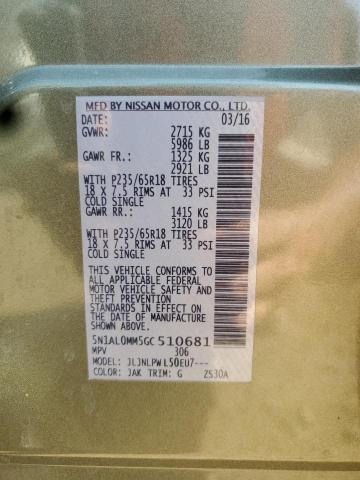 MFD BY NISSAN MOTOR CO., LTD.
DATE: 03/16
GVWR: 2715 KG
5986 LB
GAWR FR.: 1325 KG
2921 LB
WITH P235/65R18 TIRES
18 X 7.5 RIMS AT 33 PSI
COLD SINGLE
GAWR RR.: 1415 KG
3120 LB
WITH P235/65R18 TIRES
18 X 7.5 RIMS AT 33 PSI
COLD SINGLE
THIS VEHICLE CONFORMS TO
ALL APPLICABLE FEDERAL
MOTOR VEHICLE SAFETY AND
THEFT PREVENTION
STANDARDS IN EFFECT ON
THE DATE OF MANUFACTURE
SHOWN ABOVE.
5N1AL0MM5GC510681
MPV 306
MODEL: JLJNLPWL50EU7---
COLOR: JAK TRIM: G ZS30A